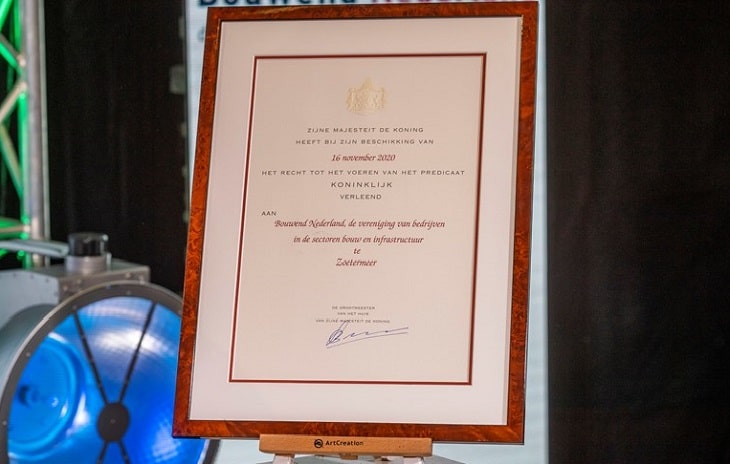 ZIJNE MAJESTEIT DE KONING
HEEFT BIJ ZIJN BESCHIKKING VAN
16 november 2020
HET RECHT TOT HET VOEREN VAN HET PREDICAAT
KONINKLIJK
VERLEEND
AAN
Bouwend Nederland, de vereniging van bedrijven
in de sectoren bouw en infrastructuur
te
Zoetermeer
DE GROOTMEESTER
VAN HET HUIS
VAN ZIJNE MAJESTEIT DE KONING
ArtCreation